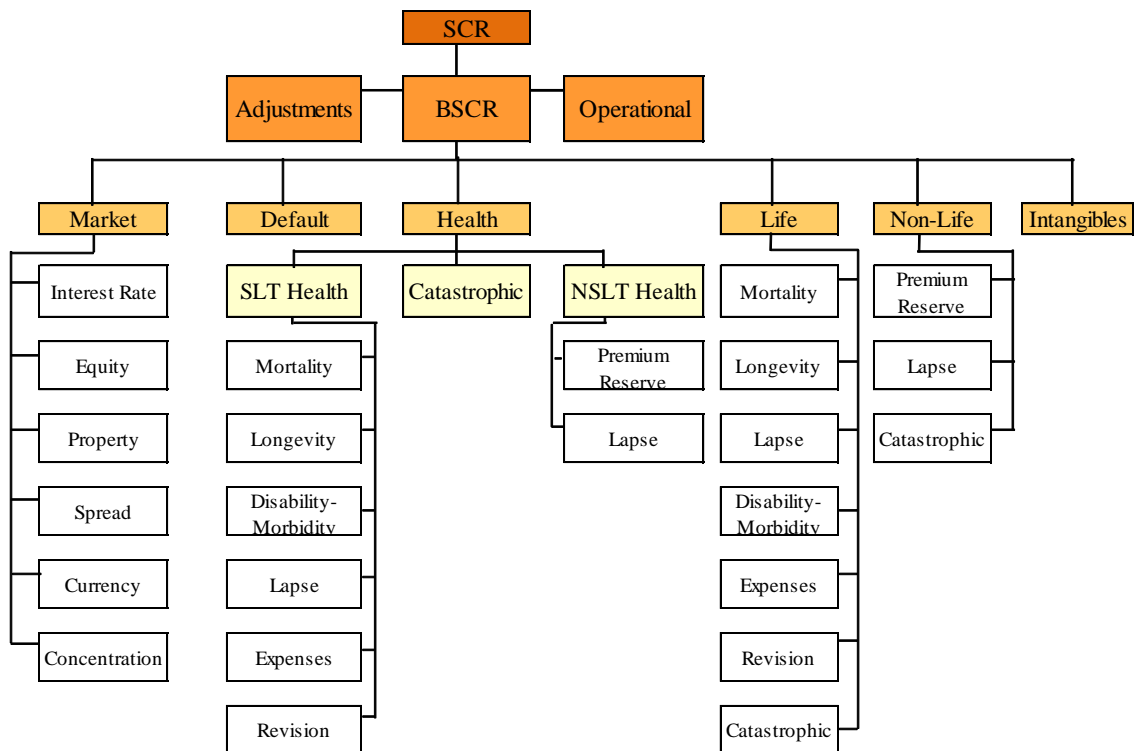 SCR
Adjustments
BSCR
Operational
Market
Default
Health
Life
Non-Life
Intangibles
Interest Rate
Equity
Property
Spread
Currency
Concentration
SLT Health
Mortality
Longevity
Disability-
Morbidity
Lapse
Expenses
Revision
Catastrophic
NSLT Health
Premium
Reserve
Lapse
Mortality
Longevity
Lapse
Disability-
Morbidity
Expenses
Revision
Catastrophic
Premium
Reserve
Lapse
Catastrophic